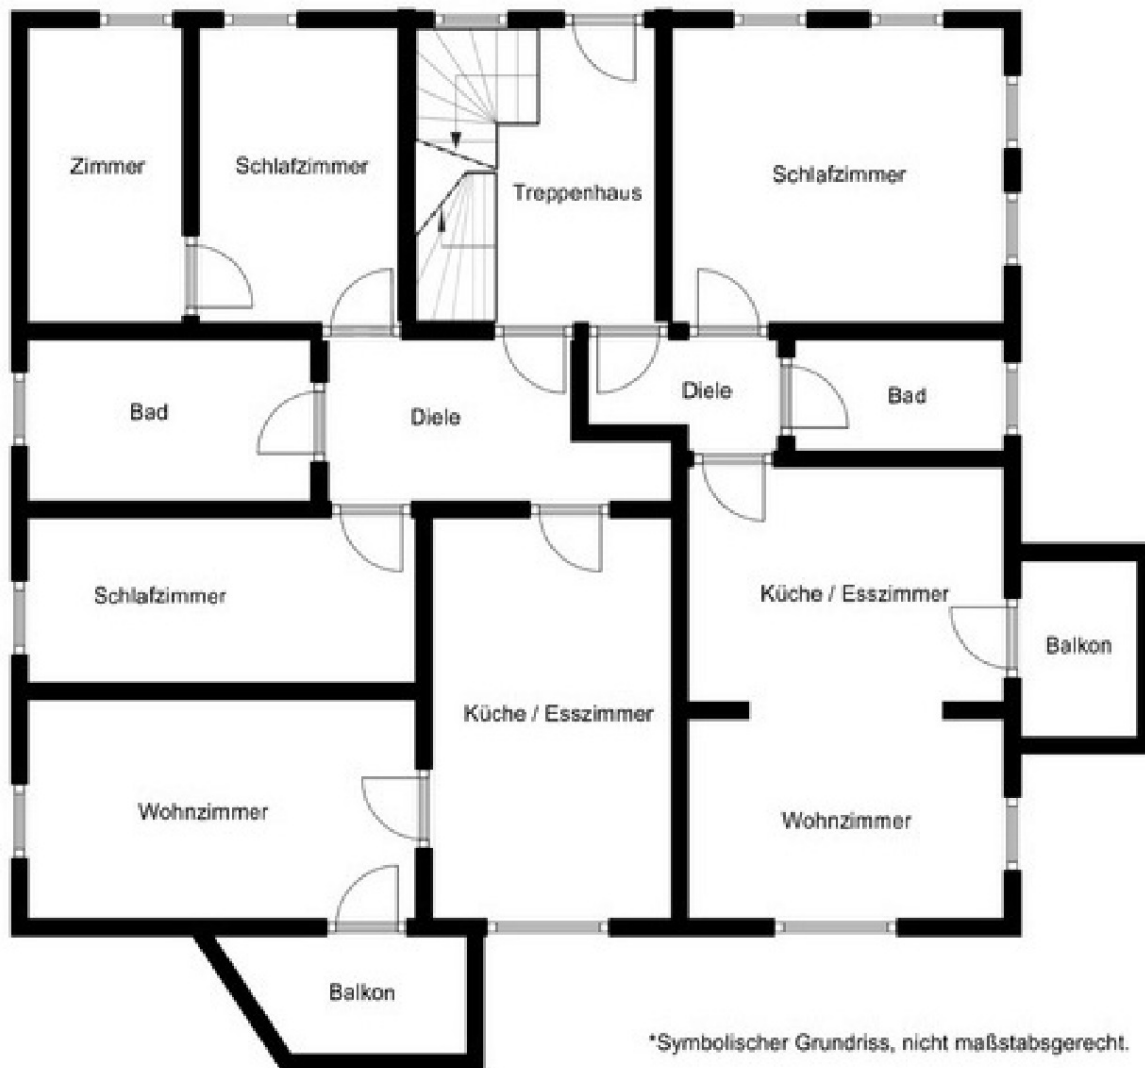 Zimmer
Schlafzimmer
Treppenhaus
Schlafzimmer
Bad
Diele
Diele
Bad
Schlafzimmer
Küche / Esszimmer
Küche / Esszimmer
Balkon
Wohnzimmer
Wohnzimmer
Balkon
*Symbolischer Grundriss, nicht maßstabsgerecht.